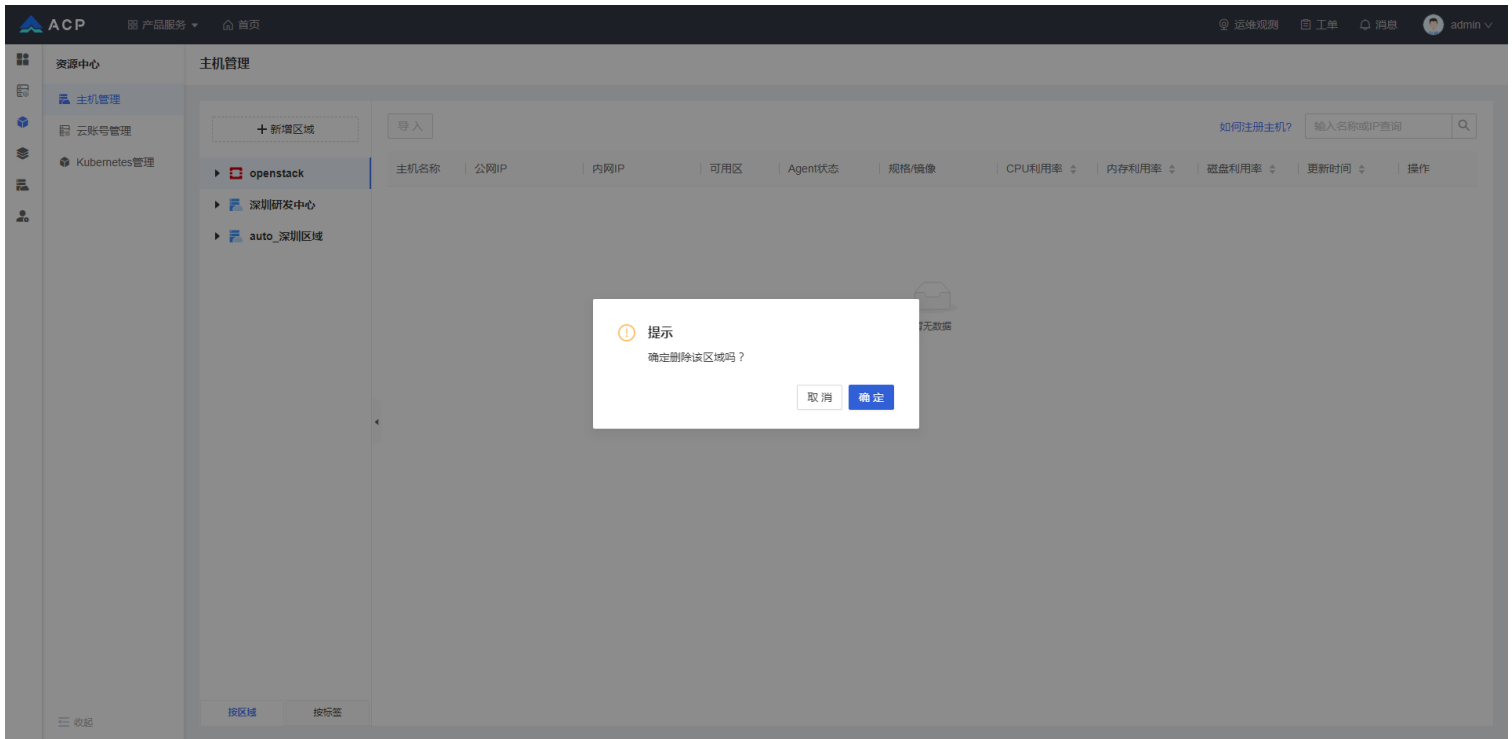 ACP 产品服务 首页 运维观测 工单 消息 admin
资源中心 主机管理
主机管理
云账号管理
Kubernetes管理
收起
新增区域
openstack
深圳研发中心
auto_深圳区域
按区域 按标签
导入 如何注册主机? 输入名称或IP查询
主机名称 公网IP 内网IP 可用区 Agent状态 规格/镜像 CPU利用率 内存利用率 磁盘利用率 更新时间 操作
无数据
提示
确定删除该区域吗？
取消 确定